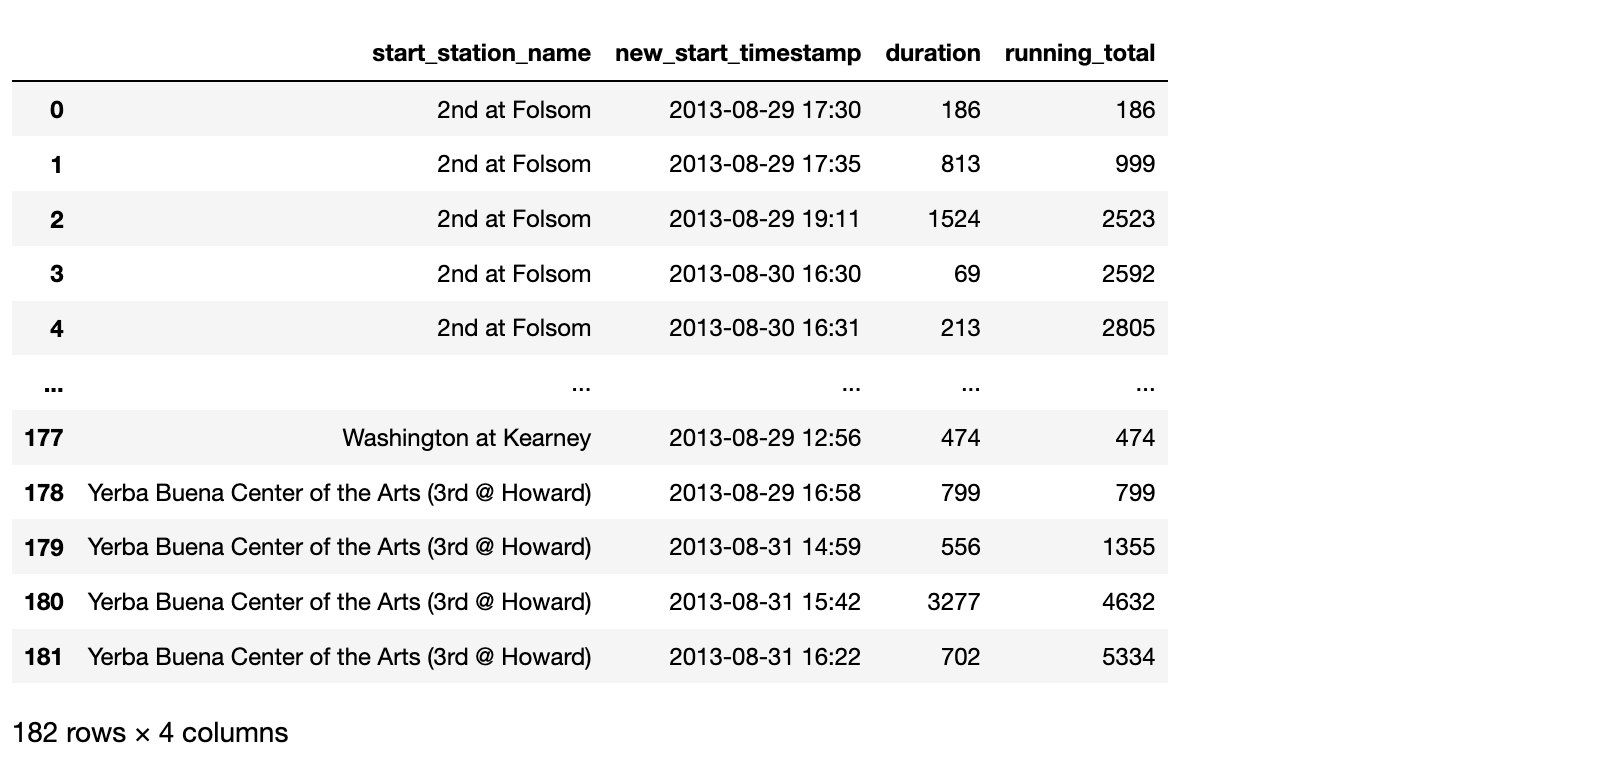 start_station_name new_start_timestamp duration running_total
0 2nd at Folsom 2013-08-29 17:30 186 186
1 2nd at Folsom 2013-08-29 17:35 813 999
2 2nd at Folsom 2013-08-29 19:11 1524 2523
3 2nd at Folsom 2013-08-30 16:30 69 2592
4 2nd at Folsom 2013-08-30 16:31 213 2805
... ... ... ... ...
177 Washington at Kearney 2013-08-29 12:56 474 474
178 Yerba Buena Center of the Arts (3rd @ Howard) 2013-08-29 16:58 799 799
179 Yerba Buena Center of the Arts (3rd @ Howard) 2013-08-31 14:59 556 1355
180 Yerba Buena Center of the Arts (3rd @ Howard) 2013-08-31 15:42 3277 4632
181 Yerba Buena Center of the Arts (3rd @ Howard) 2013-08-31 16:22 702 5334
182 rows × 4 columns